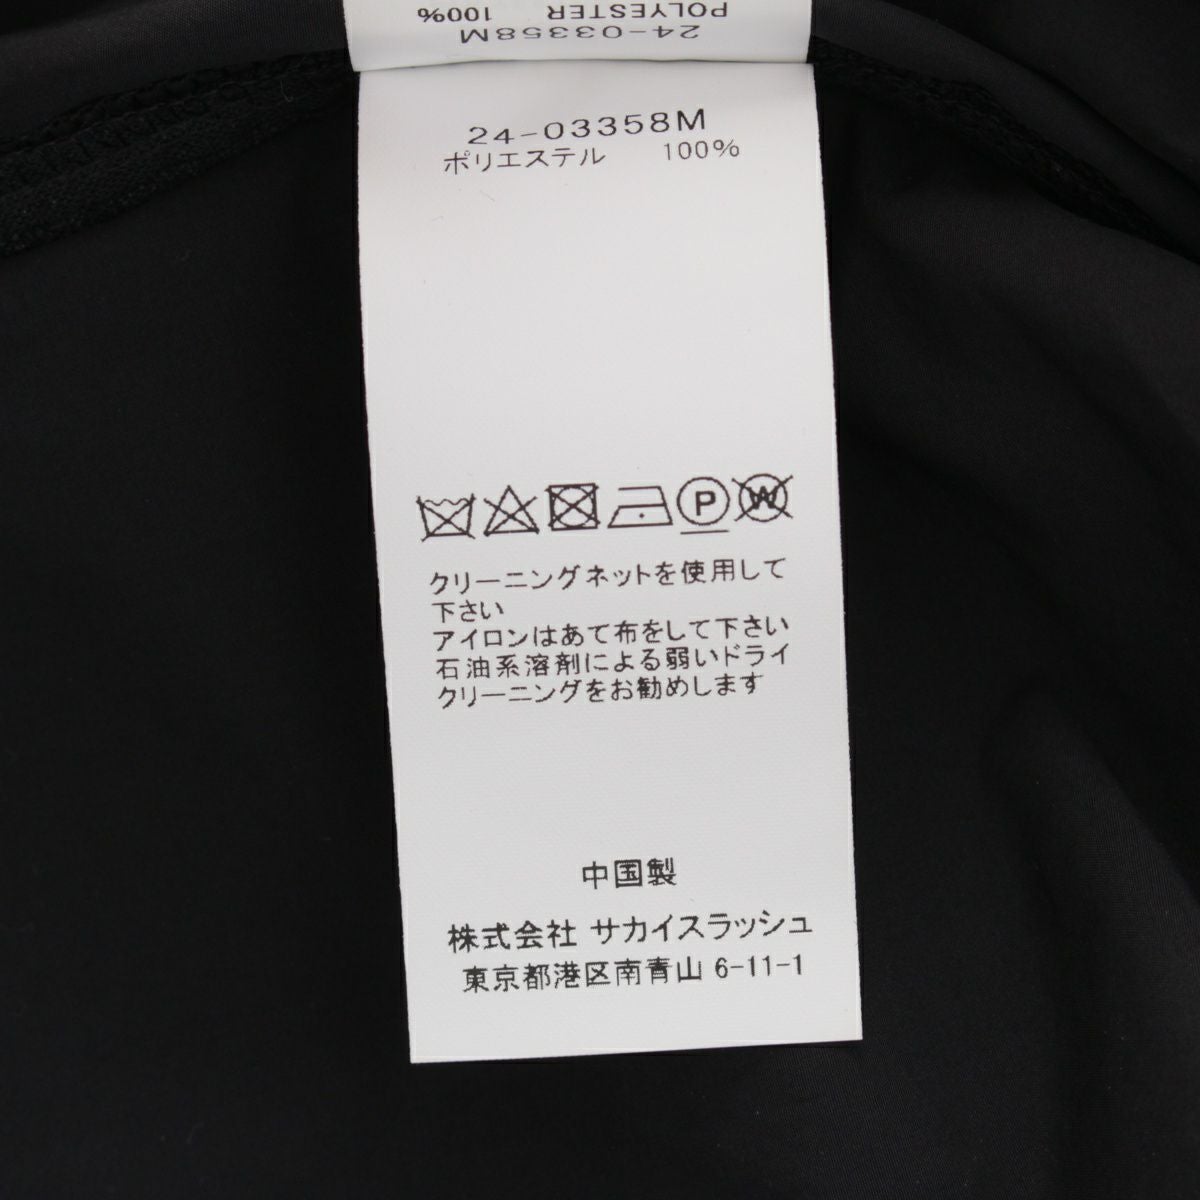 POLYESTER 100%
24-03358M
24-03358M
ポリエステル 100%
P W
クリーニングネットを使用して
下さい
アイロンはあて布をして下さい
石油系溶剤による弱いドライ
クリーニングをお勧めします
中国製
株式会社 サカイスラッシュ
東京都港区南青山 6-11-1